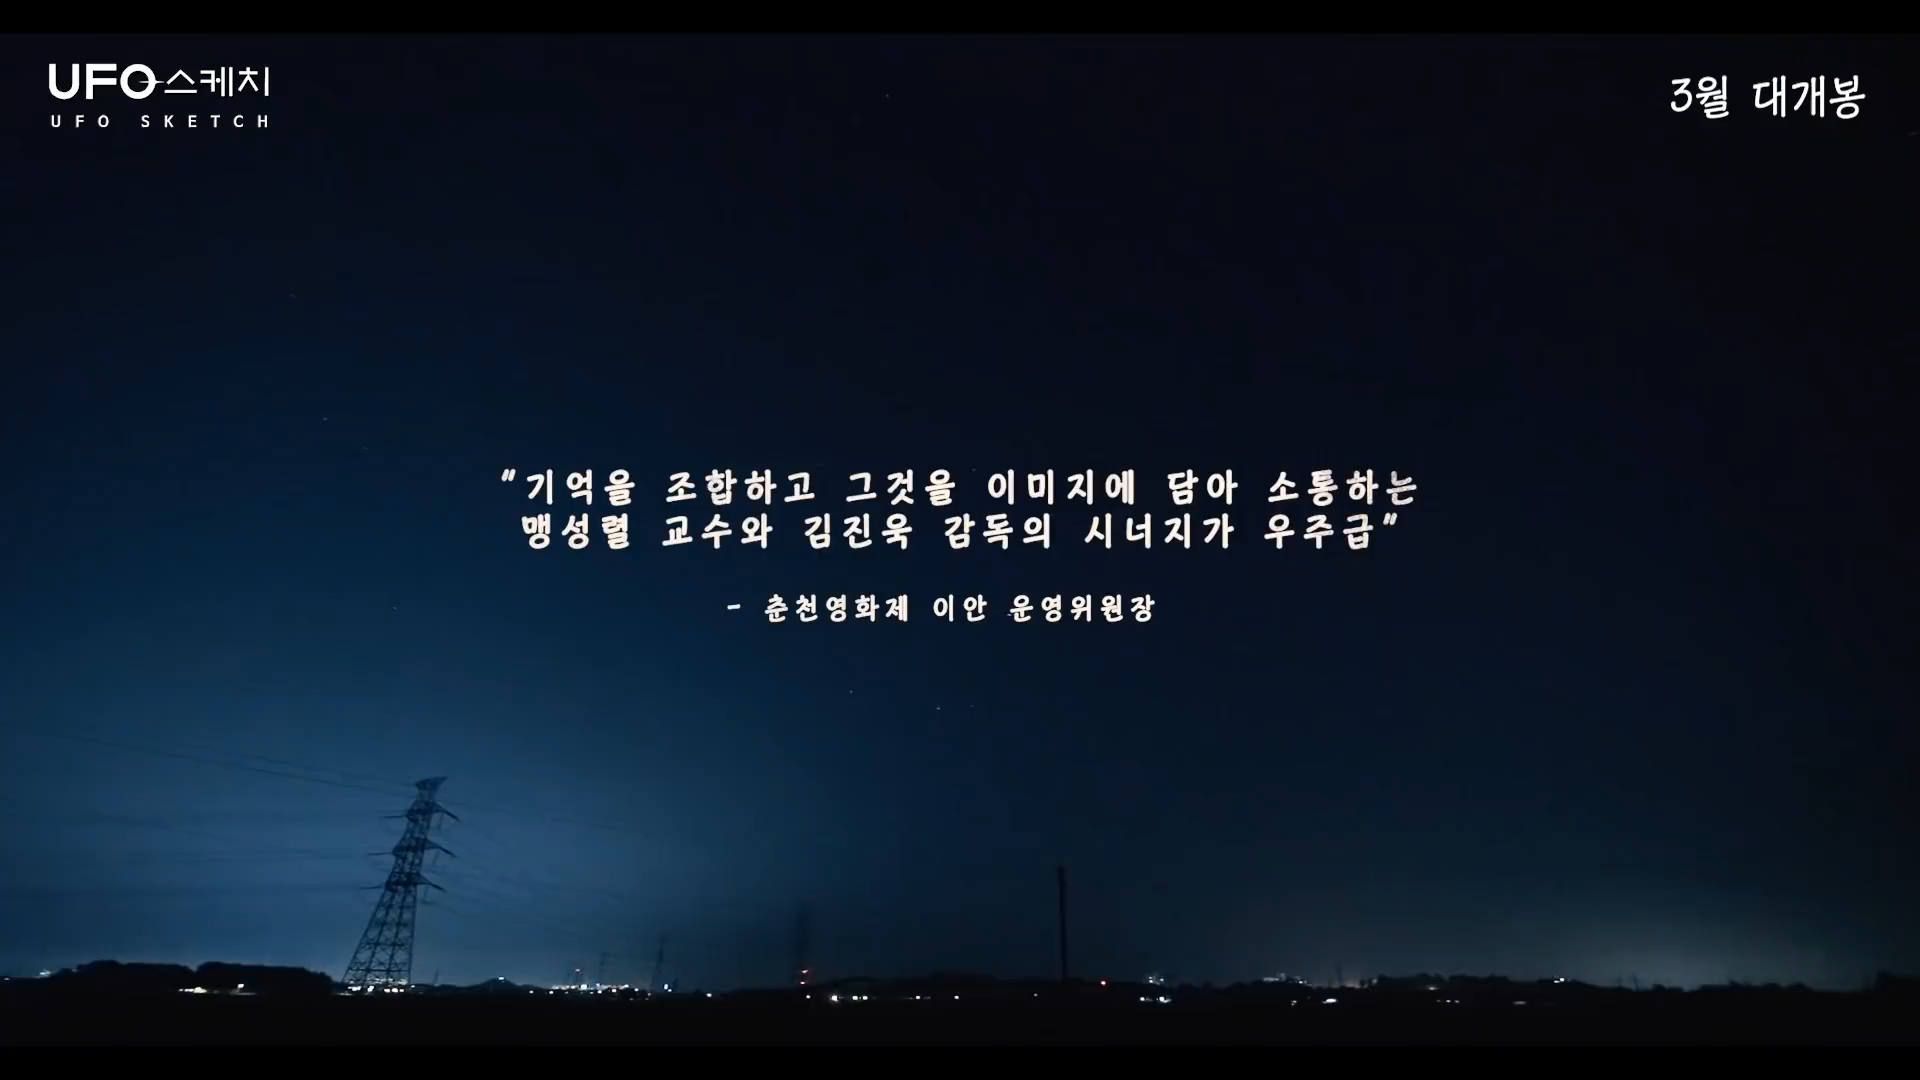 UFO스케치
UFO SKETCH
3월 대개봉
"기억을 조합하고 그것을 이미지에 담아 소통하는
맹성렬 교수와 김진욱 감독의 시너지가 우주급"
- 춘천영화제 이안 운영위원장